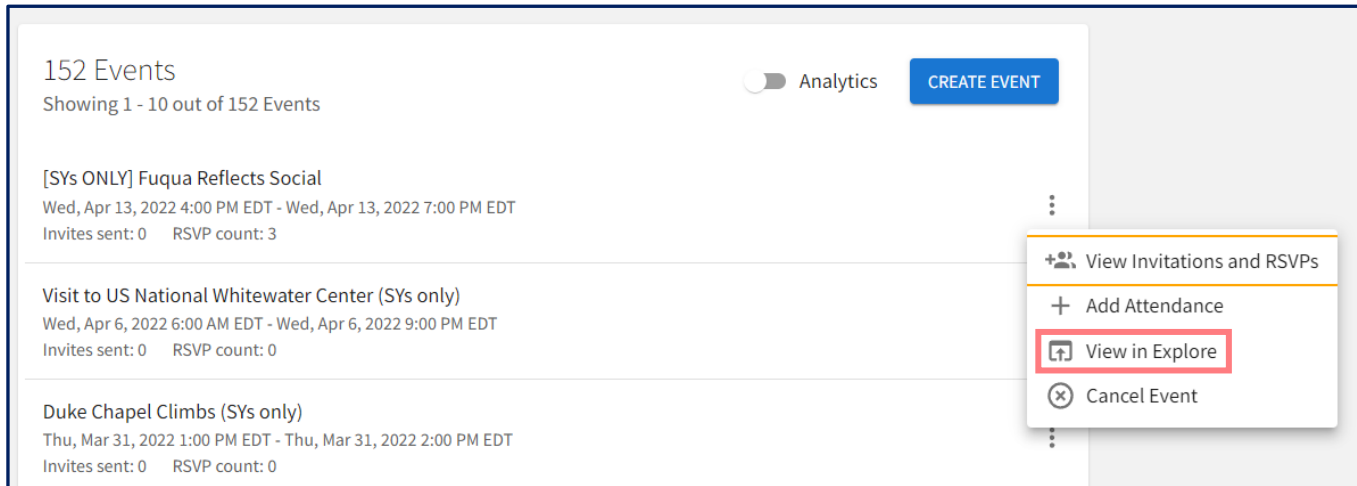 152 Events
Analytics
CREATE EVENT
Showing 1 - 10 out of 152 Events
[SYs ONLY] Fuqua Reflects Social
Wed, Apr 13, 2022 4:00 PM EDT - Wed, Apr 13, 2022 7:00 PM EDT
Invites sent: 0 RSVP count: 3
Visit to US National Whitewater Center (SYs only)
Wed, Apr 6, 2022 6:00 AM EDT - Wed, Apr 6, 2022 9:00 PM EDT
Invites sent: 0 RSVP count: 0
Duke Chapel Climbs (SYs only)
Thu, Mar 31, 2022 1:00 PM EDT - Thu, Mar 31, 2022 2:00 PM EDT
Invites sent: 0 RSVP count: 0
View Invitations and RSVPs
Add Attendance
View in Explore
Cancel Event